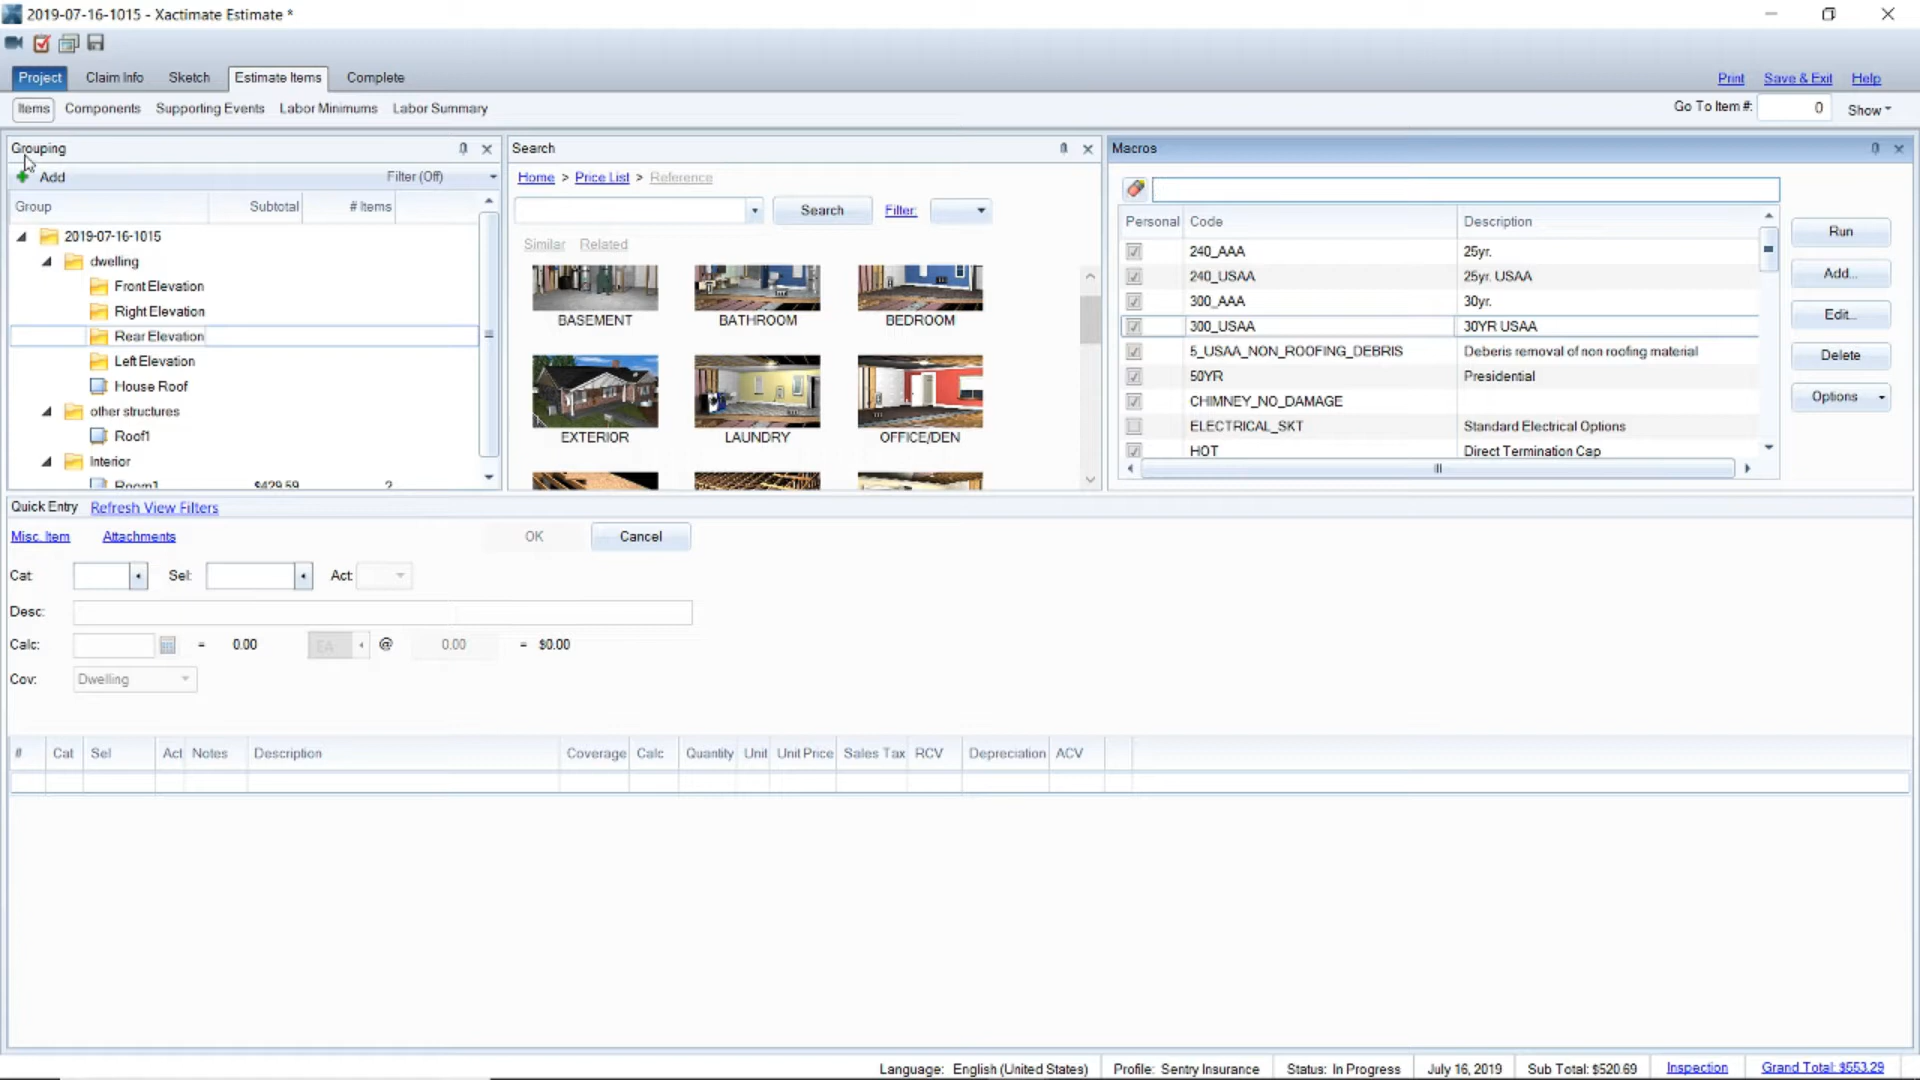 2019-07-16-1015 - Xactimate Estimate *
Project Claim Info Sketch Estimate Items Complete Print Save & Exit Help
Items Components Supporting Events Labor Minimums Labor Summary Go To Item #: 0 Show
Grouping
Add Filter (Off)
Group Subtotal # Items
2019-07-16-1015
dwelling
Front Elevation
Right Elevation
Rear Elevation
Left Elevation
House Roof
other structures
Roof1
Interior
Room1 $429.59 2
Search
Home > Price List > Reference
Search Filter:
Similar Related
BASEMENT BATHROOM BEDROOM
EXTERIOR LAUNDRY OFFICE/DEN
Macros
Personal Code Description
240_AAA 25yr.
240_USAA 25yr. USAA
300_AAA 30yr.
300_USAA 30YR USAA
5_USAA_NON_ROOFING_DEBRIS Deberis removal of non roofing material
50YR Presidential
CHIMNEY_NO_DAMAGE
ELECTRICAL_SKT Standard Electrical Options
HOT Direct Termination Cap
Run
Add...
Edit...
Delete
Options
Quick Entry Refresh View Filters
Misc. Item Attachments OK Cancel
Cat: Sel: Act:
Desc:
Calc: = 0.00 EA @ 0.00 = $0.00
Cov: Dwelling
# Cat Sel Act Notes Description Coverage Calc Quantity Unit Unit Price Sales Tax RCV Depreciation ACV
Language: English (United States) Profile: Sentry Insurance Status: In Progress July 16, 2019 Sub Total: $520.69 Inspection Grand Total: $553.29